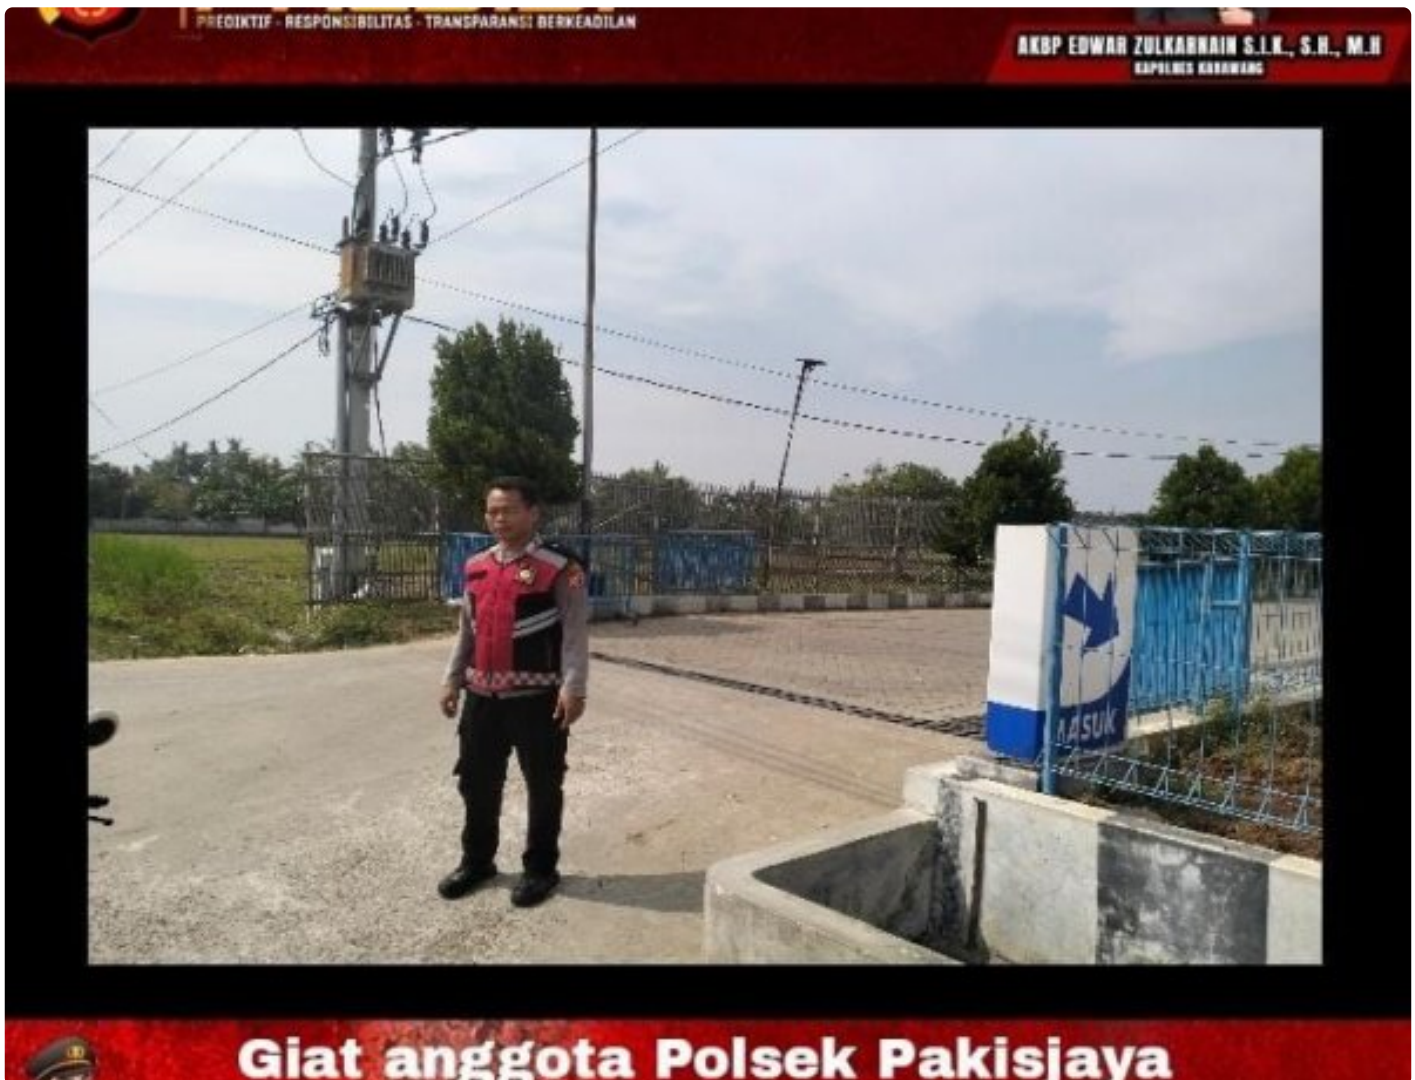 PREDIKTIF - RESPONSIBILITAS - TRANSPARANSI BERKEADILAN
AKBP EDWAR ZULKARNAIN S.I.K., S.H., M.H
KAPOLRES KARAWANG
MASUK
Giat anggota Polsek Pakisjaya